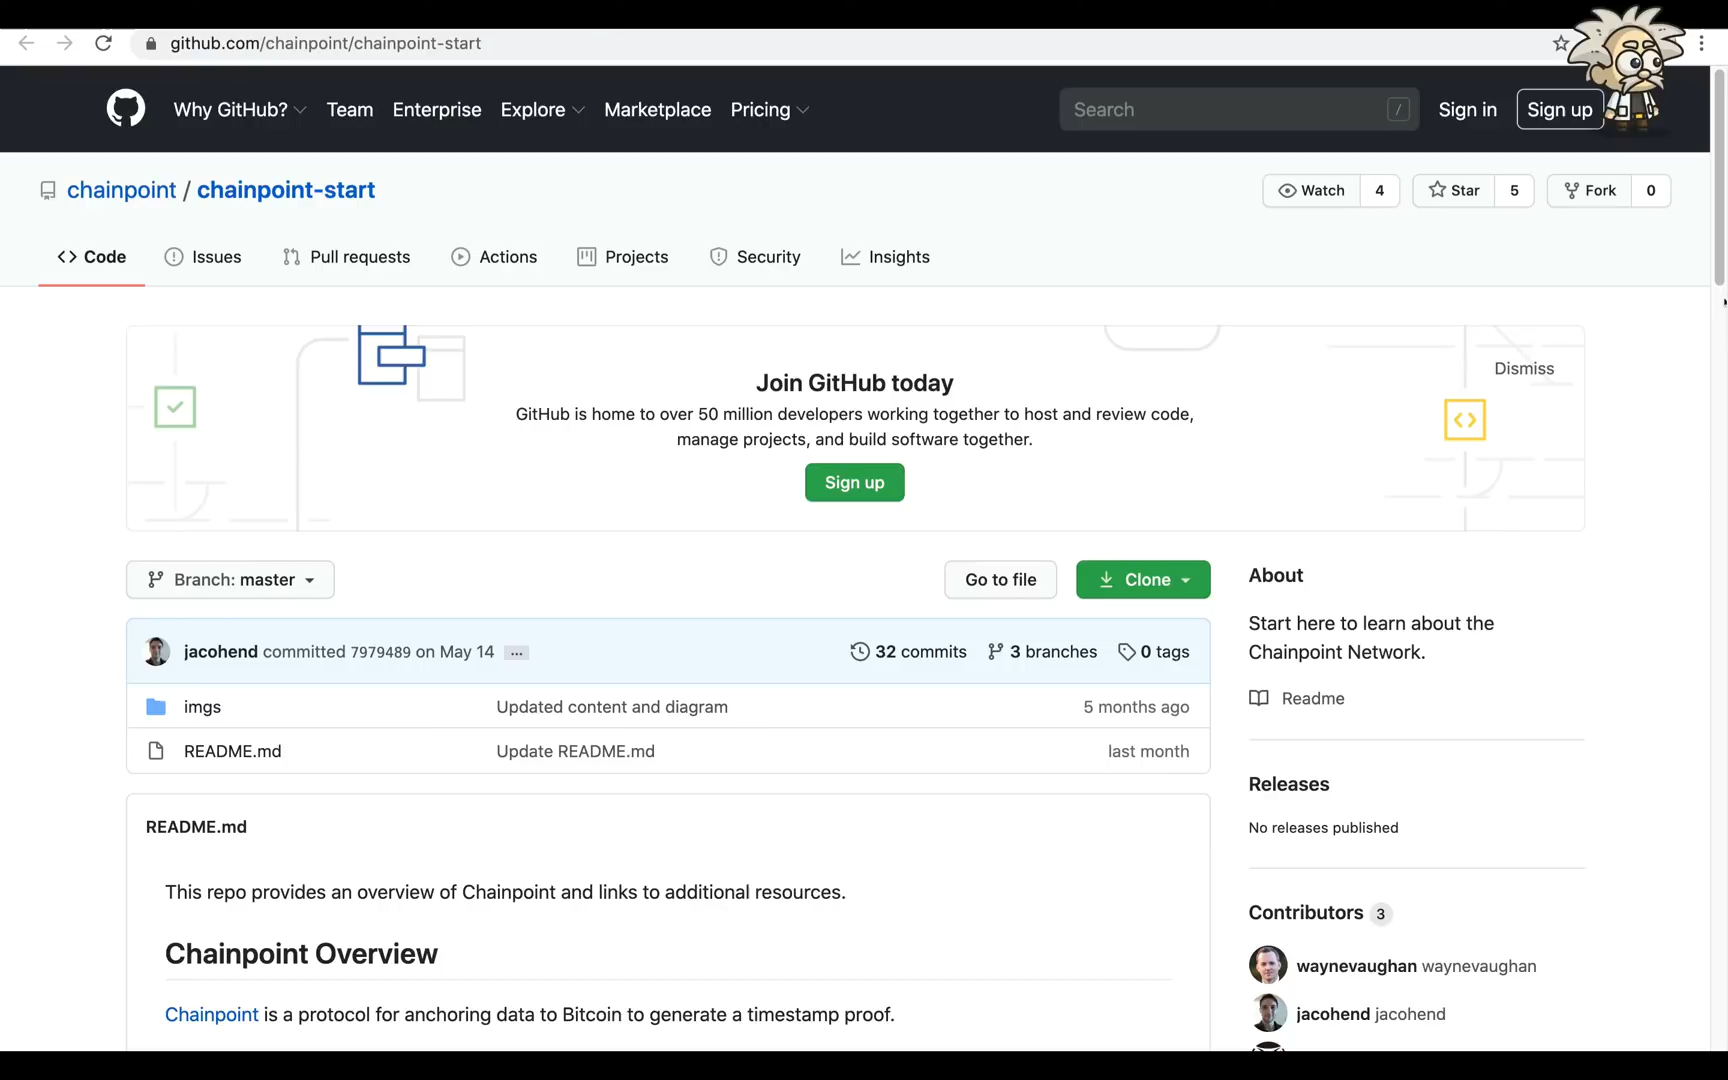 github.com/chainpoint/chainpoint-start
Why GitHub? Team Enterprise Explore Marketplace Pricing Search / Sign in Sign up
chainpoint / chainpoint-start Watch 4 Star 5 Fork 0
Code Issues Pull requests Actions Projects Security Insights
Dismiss
Join GitHub today
GitHub is home to over 50 million developers working together to host and review code,
manage projects, and build software together.
Sign up
Branch: master Go to file Clone
jacohend committed 7979489 on May 14 ... 32 commits 3 branches 0 tags
imgs Updated content and diagram 5 months ago
README.md Update README.md last month
README.md
This repo provides an overview of Chainpoint and links to additional resources.
Chainpoint Overview
Chainpoint is a protocol for anchoring data to Bitcoin to generate a timestamp proof.
About
Start here to learn about the
Chainpoint Network.
Readme
Releases
No releases published
Contributors 3
waynevaughan waynevaughan
jacohend jacohend